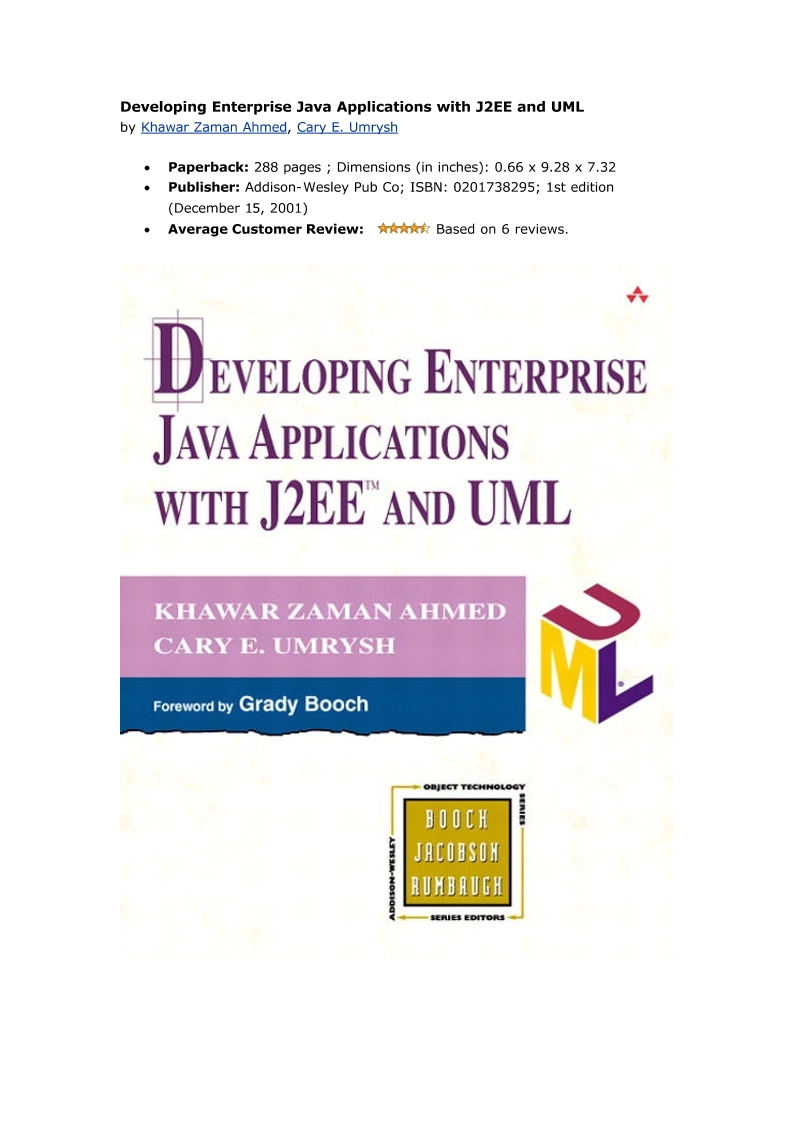 Developing Enterprise Java Applications with J2EE and UML
by Khawar Zaman Ahmed, Cary E. Umrysh
• Paperback: 288 pages ; Dimensions (in inches): 0.66 x 9.28 x 7.32
• Publisher: Addison-Wesley Pub Co; ISBN: 0201738295; 1st edition
(December 15, 2001)
• Average Customer Review: Based on 6 reviews.
DEVELOPING ENTERPRISE
JAVA APPLICATIONS
WITH J2EE™ AND UML
KHAWAR ZAMAN AHMED
CARY E. UMRYSH
Foreword by Grady Booch
UML®
OBJECT TECHNOLOGY
SERIES
BOOCH
JACOBSON
RUMBAUGH
ADDISON-WESLEY
SERIES EDITORS